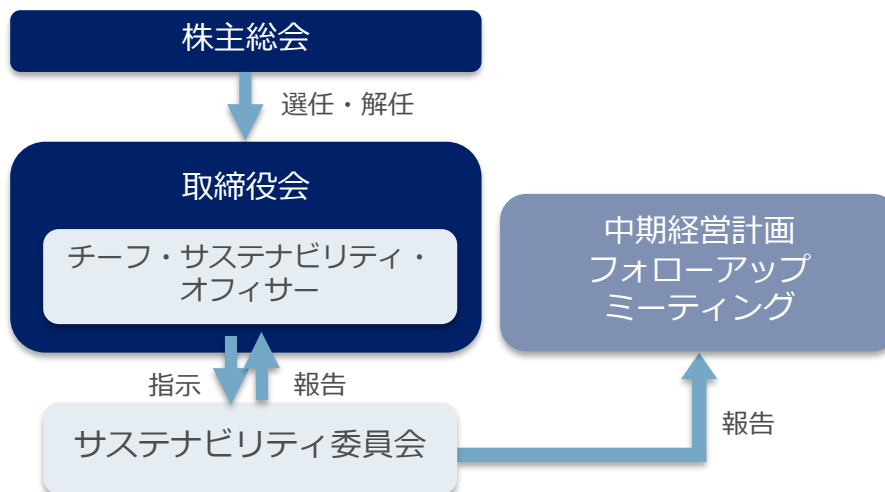 株主総会
選任・解任
取締役会
チーフ・サステナビリティ・
オフィサー
中期経営計画
フォローアップ
ミーティング
指示
報告
サステナビリティ委員会
報告